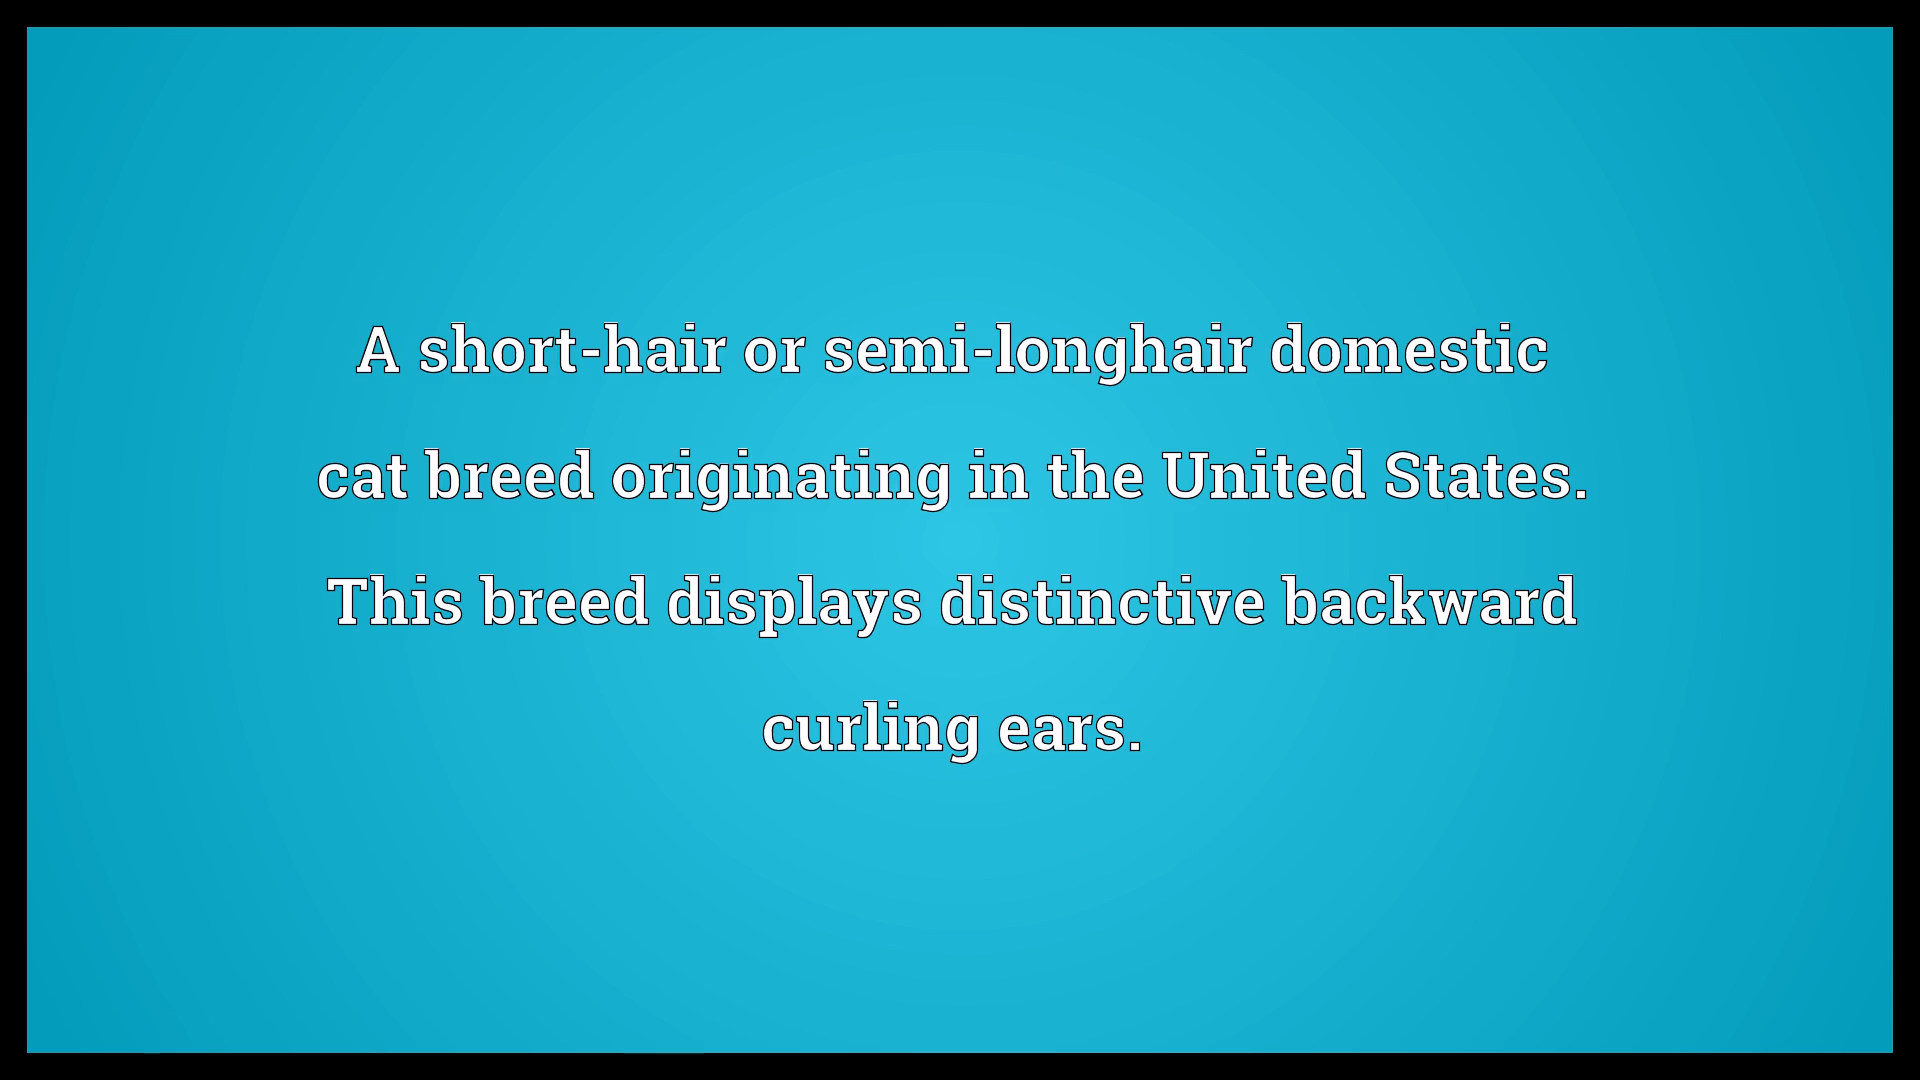 A short-hair or semi-longhair domestic
cat breed originating in the United States.
This breed displays distinctive backward
curling ears.